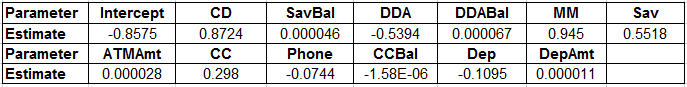 Parameter Intercept CD SavBal DDA DDABal MM Sav
Estimate -0.8575 0.8724 0.000046 -0.5394 0.000067 0.945 0.5518
Parameter ATMAmt CC Phone CCBal Dep DepAmt
Estimate 0.000028 0.298 -0.0744 -1.58E-06 -0.1095 0.000011